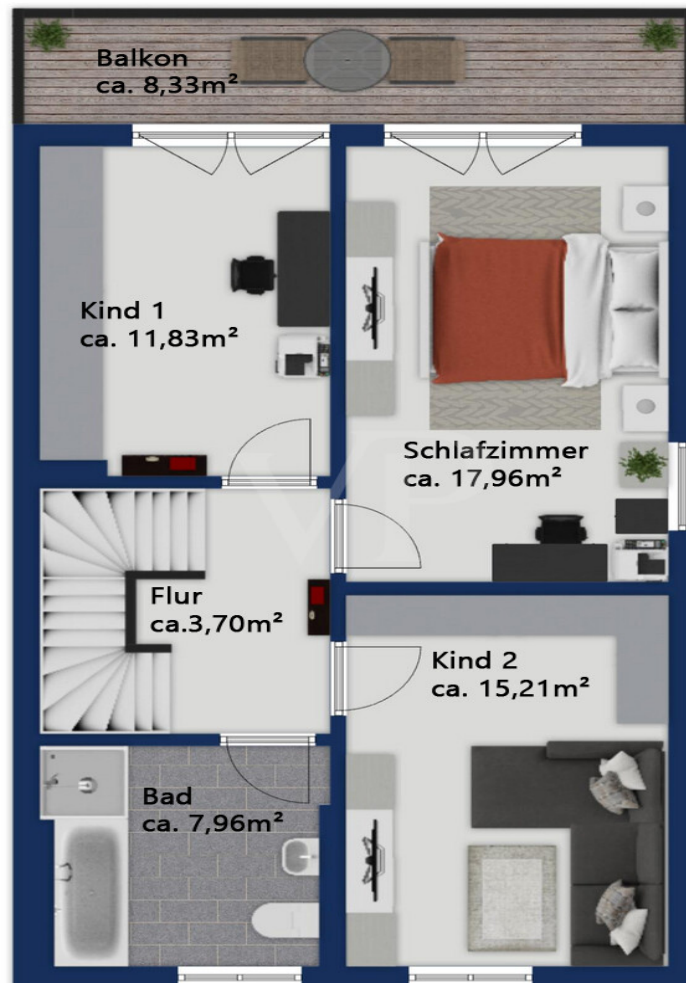 Balkon
ca. 8,33m²
Kind 1
ca. 11,83m²
Schlafzimmer
ca. 17,96m²
Flur
ca.3,70m²
Kind 2
ca. 15,21m²
Bad
ca. 7,96m²
VP